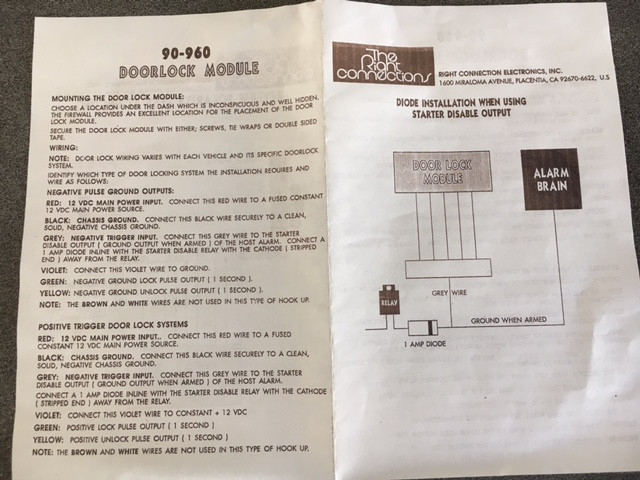 90-960
DOORLOCK MODULE
MOUNTING THE DOOR LOCK MODULE:
CHOOSE A LOCATION UNDER THE DASH WHICH IS INCONSPICUOUS AND WELL HIDDEN.
THE FIREWALL PROVIDES AN EXCELLENT LOCATION FOR THE PLACEMENT OF THE DOOR
LOCK MODULE.
SECURE THE DOOR LOCK MODULE WITH EITHER; SCREWS, TIE WRAPS OR DOUBLE SIDED
TAPE.
WIRING:
NOTE: DOOR LOCK WIRING VARIES WITH EACH VEHICLE AND ITS SPECIFIC DOORLOCK
SYSTEM.
IDENTIFY WHICH TYPE OF DOOR LOCKING SYSTEM THE INSTALLATION REQUIRES AND
WIRE AS FOLLOWS:
NEGATIVE PULSE GROUND OUTPUTS:
RED: 12 VDC MAIN POWER INPUT. CONNECT THIS RED WIRE TO A FUSED CONSTANT
12 VDC MAIN POWER SOURCE.
BLACK: CHASSIS GROUND. CONNECT THIS BLACK WIRE SECURELY TO A CLEAN,
SOLID, NEGATIVE CHASSIS GROUND.
GREY: NEGATIVE TRIGGER INPUT. CONNECT THIS GREY WIRE TO THE STARTER
DISABLE OUTPUT ( GROUND OUTPUT WHEN ARMED ) OF THE HOST ALARM. CONNECT A
1 AMP DIODE INLINE WITH THE STARTER DISABLE RELAY WITH THE CATHODE ( STRIPPED
END ) AWAY FROM THE RELAY.
VIOLET: CONNECT THIS VIOLET WIRE TO GROUND.
GREEN: NEGATIVE GROUND LOCK PULSE OUTPUT ( 1 SECOND ).
YELLOW: NEGATIVE GROUND UNLOCK PULSE OUTPUT ( 1 SECOND ).
NOTE: THE BROWN AND WHITE WIRES ARE NOT USED IN THIS TYPE OF HOOK UP.
POSITIVE TRIGGER DOOR LOCK SYSTEMS
RED: 12 VDC MAIN POWER INPUT.. CONNECT THIS RED WIRE TO A FUSED
CONSTANT 12 VDC MAIN POWER SOURCE.
BLACK: CHASSIS GROUND. CONNECT THIS BLACK WIRE SECURELY TO A CLEAN,
SOLID, NEGATIVE CHASSIS GROUND.
GREY: NEGATIVE TRIGGER INPUT. CONNECT THIS GREY WIRE TO THE STARTER
DISABLE OUTPUT ( GROUND OUTPUT WHEN ARMED ) OF THE HOST ALARM.
CONNECT A 1 AMP DIODE INLINE WITH THE STARTER DISABLE RELAY WITH THE CATHODE
( STRIPPED END ) AWAY FROM THE RELAY.
VIOLET: CONNECT THIS VIOLET WIRE TO CONSTANT + 12 VDC
GREEN: POSITIVE LOCK PULSE OUTPUT ( 1 SECOND )
YELLOW: POSITIVE UNLOCK PULSE OUTPUT ( 1 SECOND )
NOTE: THE BROWN AND WHITE WIRES ARE NOT USED IN THIS TYPE OF HOOK UP.
The
Right
connections
RIGHT CONNECTION ELECTRONICS, INC.
1600 MIRALOMA AVENUE, PLACENTIA, CA 92670-6622, U.S
DIODE INSTALLATION WHEN USING
STARTER DISABLE OUTPUT
DOOR LOCK
MODULE
ALARM
BRAIN
GREY WIRE
RELAY
GROUND WHEN ARMED
1 AMP DIODE